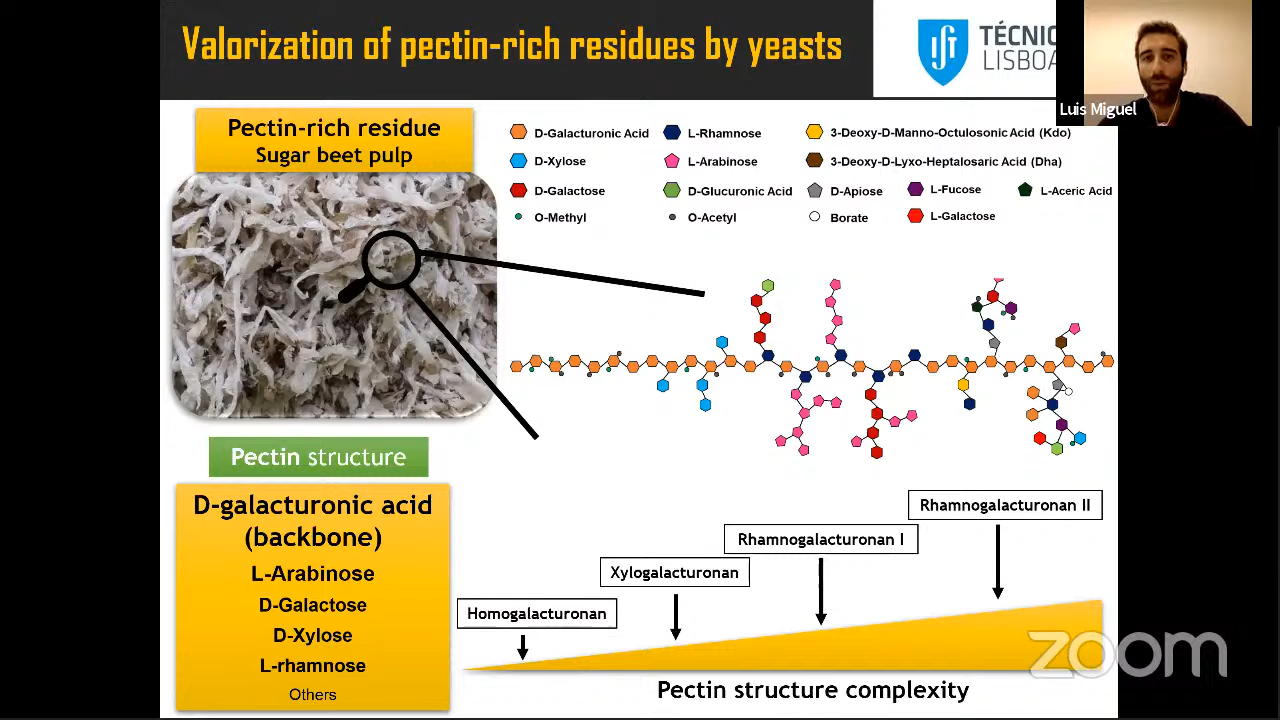 Valorization of pectin-rich residues by yeasts
TÉCNIC
LISBOA
Luis Miguel
Pectin-rich residue
Sugar beet pulp
D-Galacturonic Acid
L-Rhamnose
3-Deoxy-D-Manno-Octulosonic Acid (Kdo)
D-Xylose
L-Arabinose
3-Deoxy-D-Lyxo-Heptalosaric Acid (Dha)
D-Galactose
D-Glucuronic Acid
D-Apiose
L-Fucose
L-Aceric Acid
O-Methyl
O-Acetyl
Borate
L-Galactose
Pectin structure
D-galacturonic acid
(backbone)
L-Arabinose
D-Galactose
D-Xylose
L-rhamnose
Others
Rhamnogalacturonan II
Rhamnogalacturonan I
Xylogalacturonan
Homogalacturonan
Pectin structure complexity
zoom